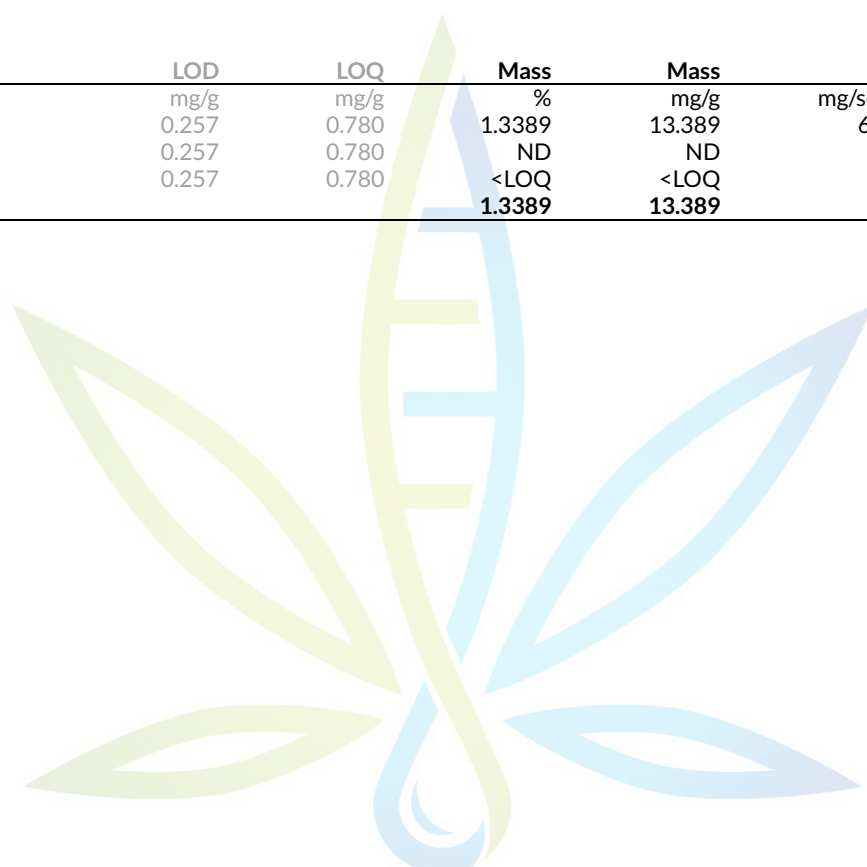 LOD LOQ Mass Mass
mg/g mg/g % mg/g
0.257 0.780 1.3389 13.389
0.257 0.780 ND ND
0.257 0.780 <LOQ <LOQ
1.3389 13.389